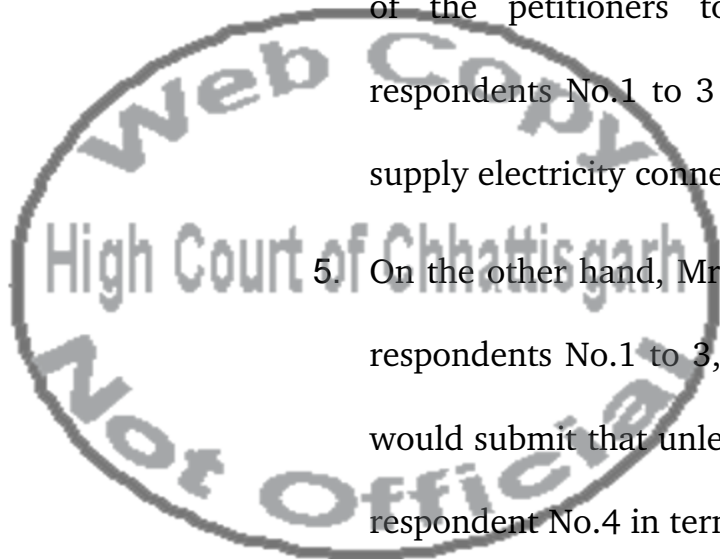 of the petitioners to
respondents No.1 to 3
supply electricity conne
5. On the other hand, Mr
respondents No.1 to 3,
would submit that unle
respondent No.4 in terr
Web Copy
High Court of Chhattisgarh
Not Official